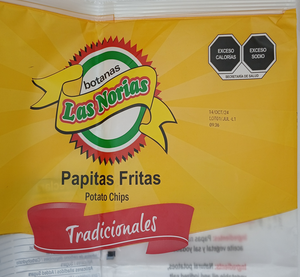 botanas
Las Norias
EXCESO
CALORÍAS
EXCESO
SODIO
SECRETARÍA DE SALUD
Papitas Fritas
Potato Chips
Tradicionales